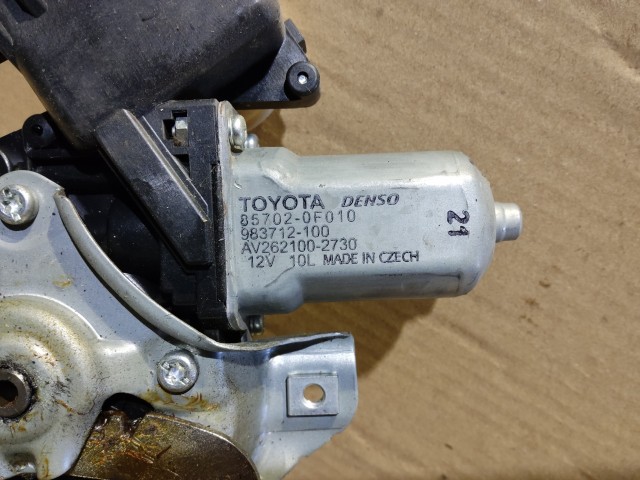 TOYOTA DENSO
85702-0F010
983712-100
AV262100-2730
12V 10L MADE IN CZECH
21